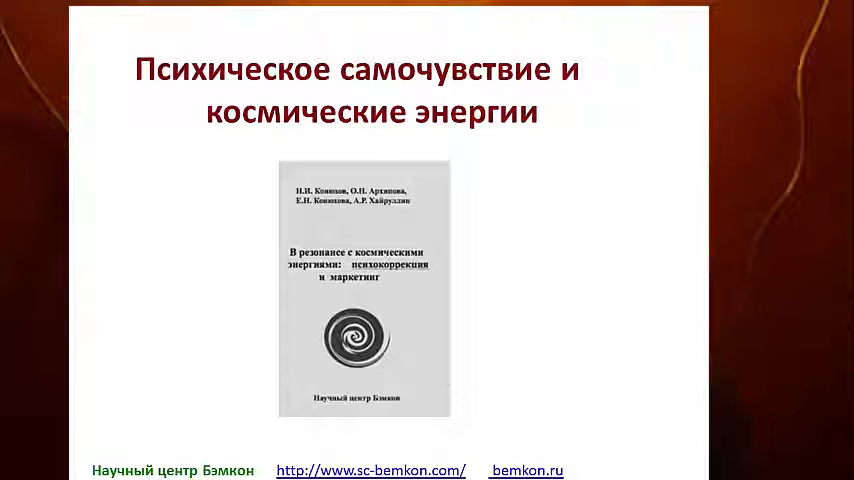 Психическое самочувствие и
космические энергии
Н.И. Конюхов, О.Н. Архипова,
Е.Н. Конюхова, А.Р. Хайруллин
В резонансе с космическими
энергиями: психокоррекция
и маркетинг
Научный центр Бэмкон
Научный центр Бэмкон http://www.sc-bemkon.com/ bemkon.ru